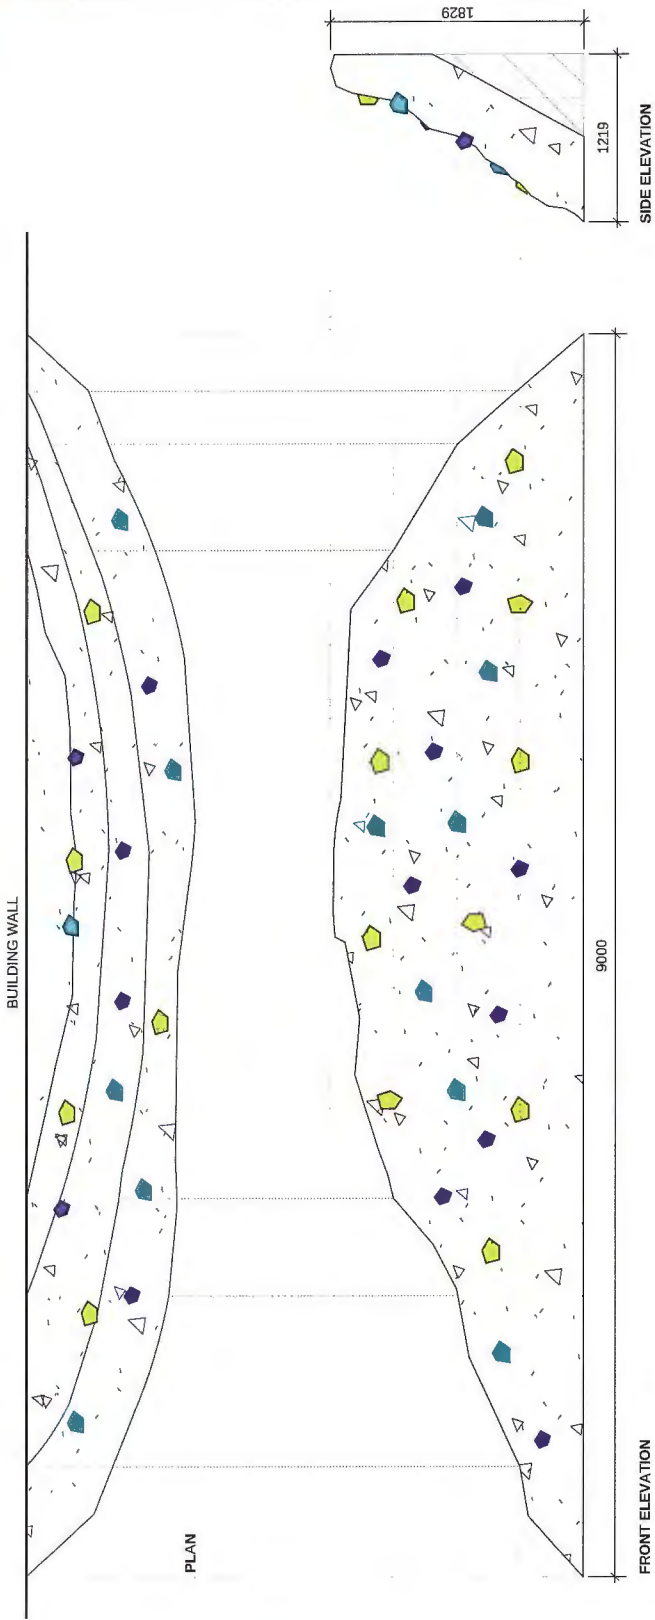 BUILDING WALL
PLAN
9000
FRONT ELEVATION
1829
1219
SIDE ELEVATION